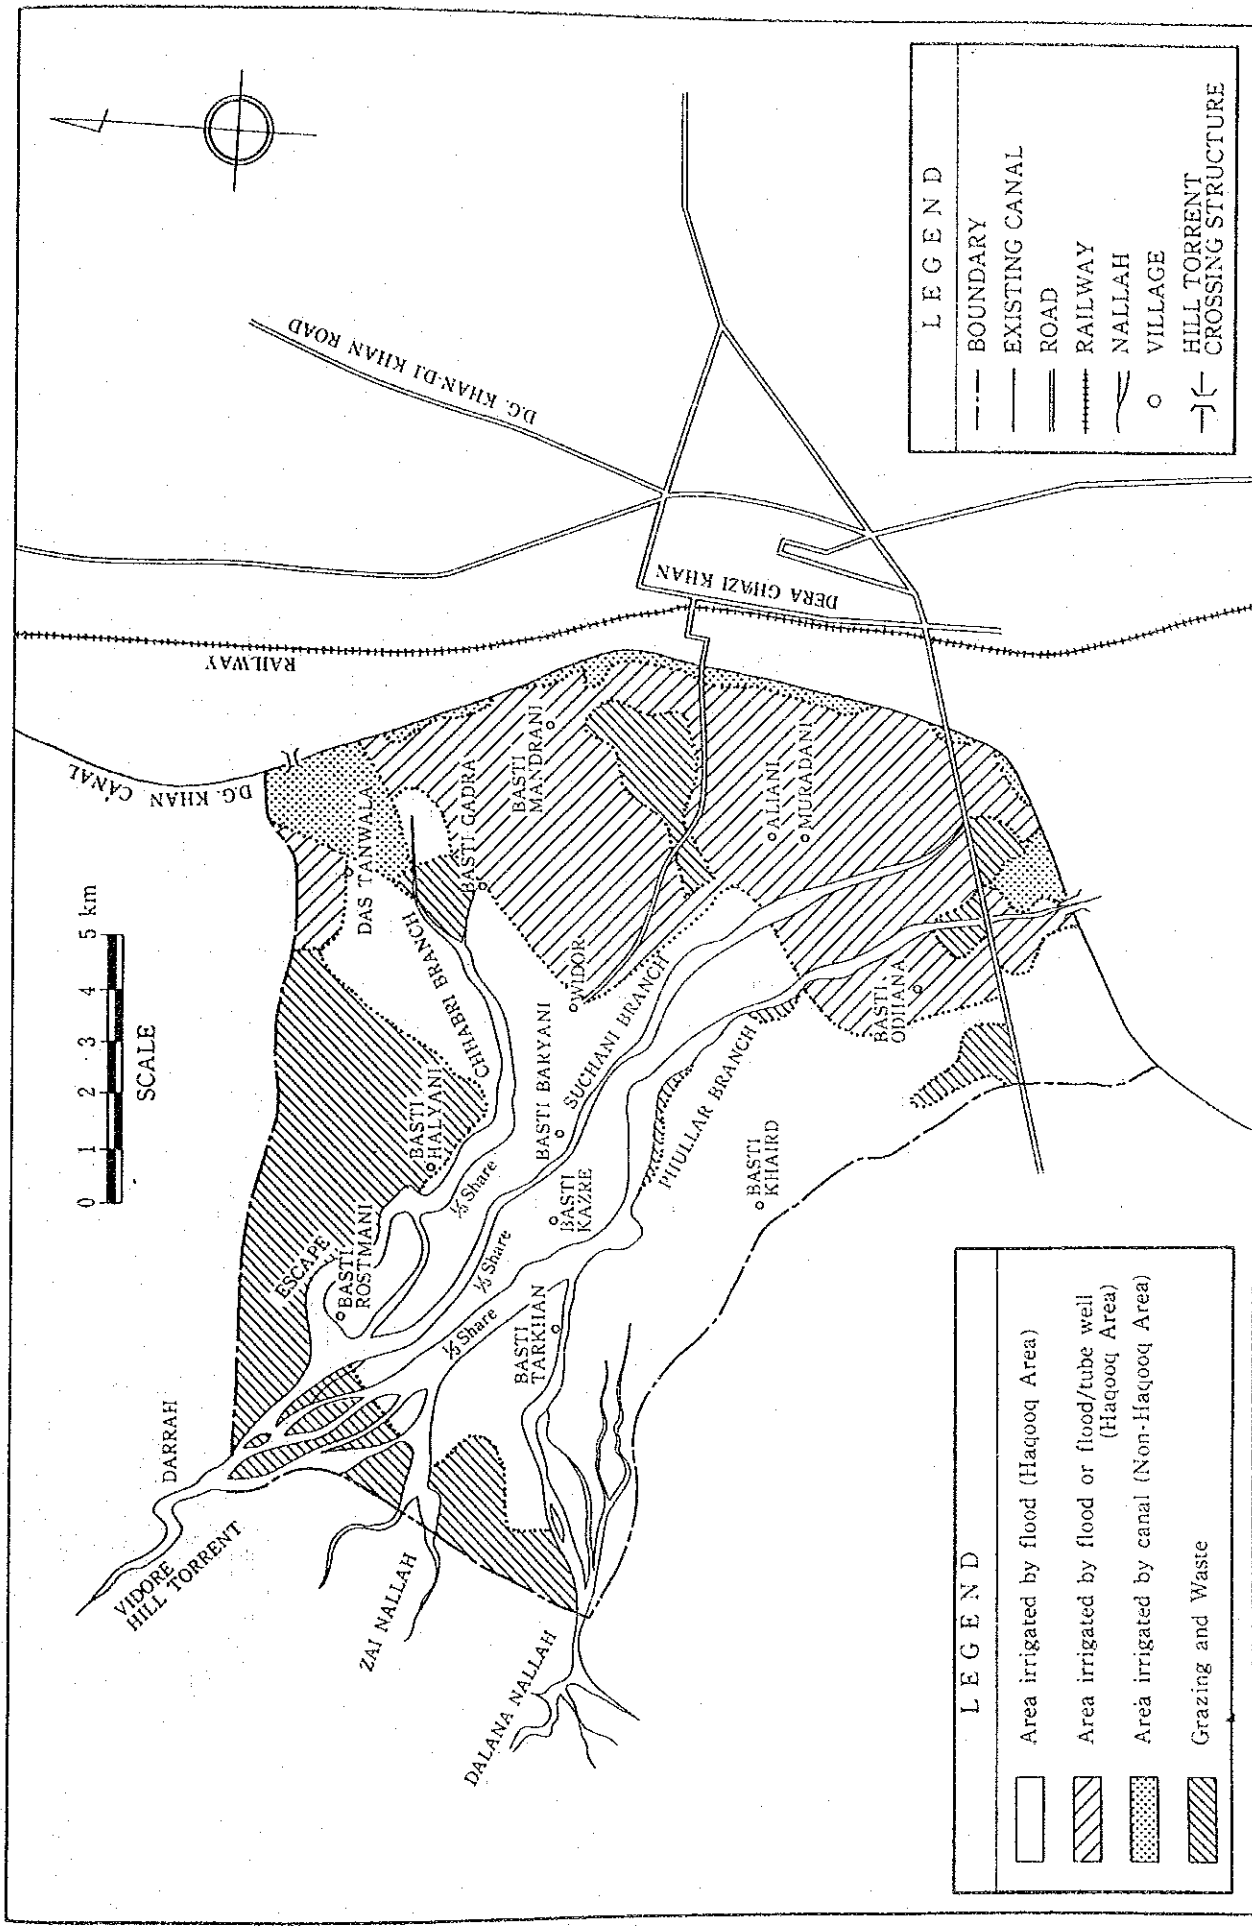 VIDORE
HILL TORRENT
DARRAH
ZAI NALLAH
DALANA NALLAH
0 1 2 3 4 5 km
SCALE
ESCAPE
BASTI
ROSTMANI
BASTI
HALYANI
⅓ Share
⅓ Share
⅓ Share
BASTI
TARKHAN
BASTI
KAZRE
BASTI BARYANI
CHHABRI BRANCH
SUCHANI BRANCH
PHULLAR BRANCH
BASTI
KHAIRD
WIDOR
DAS TANWALA
BASTI GADRA
BASTI
MANDRANI
ALIANI
MURADANI
BASTI
ODHANA
D.G. KHAN CANAL
RAILWAY
D.G. KHAN-D.I KHAN ROAD
DERA GHAZI KHAN
LEGEND
Area irrigated by flood (Haqooq Area)
Area irrigated by flood or flood/tube well
(Haqooq Area)
Area irrigated by canal (Non-Haqooq Area)
Grazing and Waste
LEGEND
BOUNDARY
EXISTING CANAL
ROAD
RAILWAY
NALLAH
VILLAGE
HILL TORRENT
CROSSING STRUCTURE